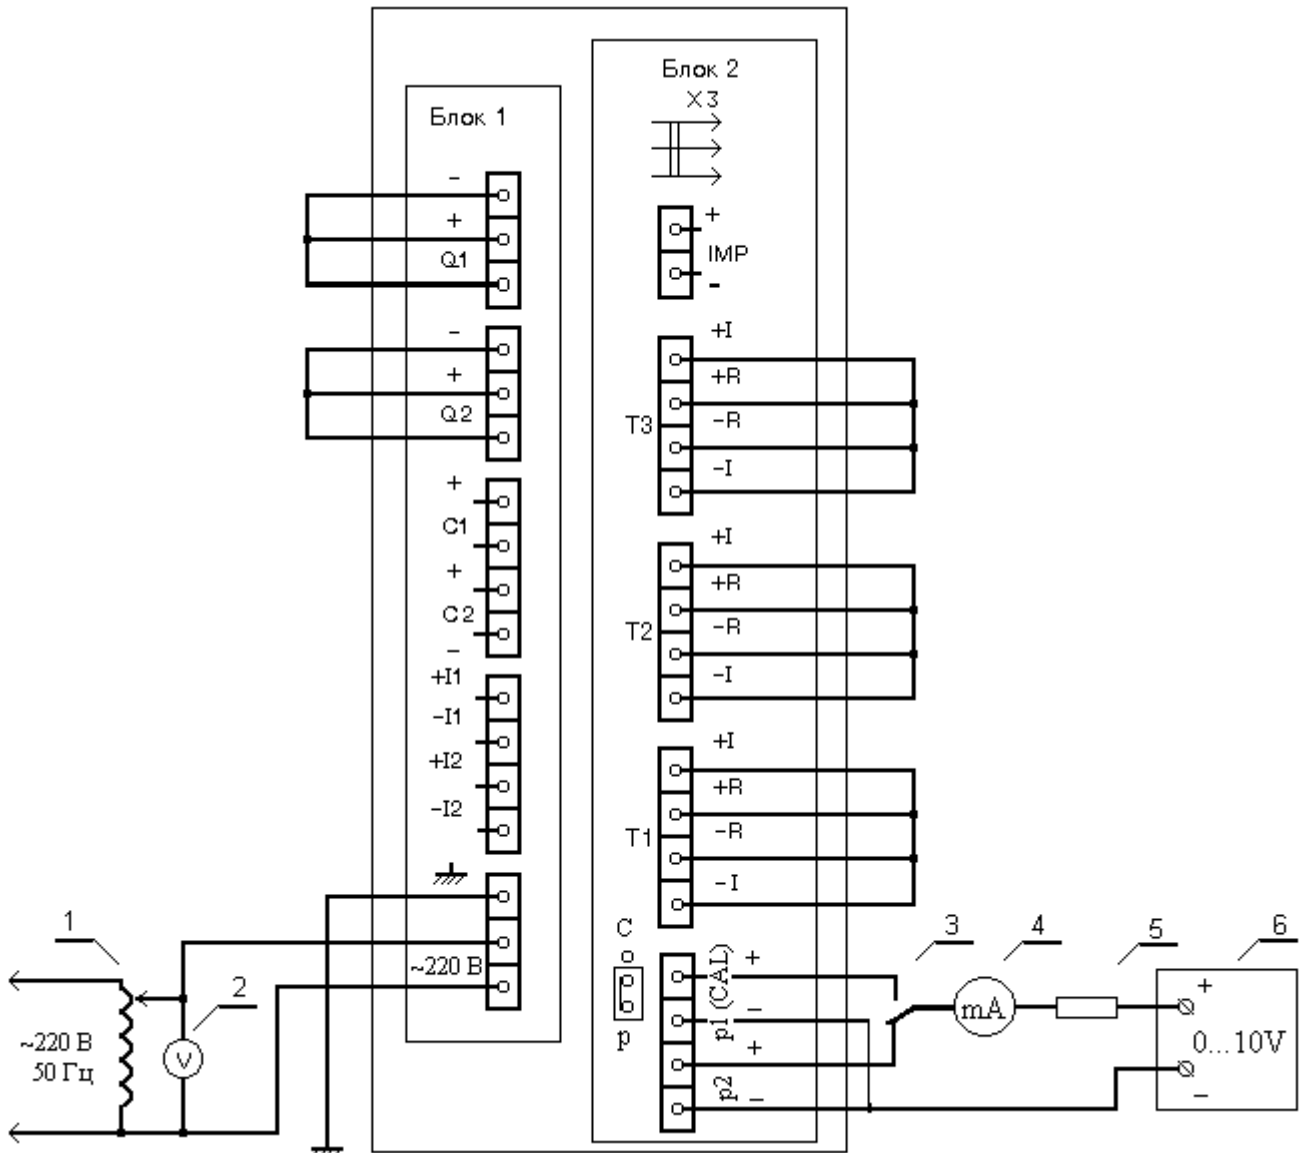 Блок 2
X3
Блок 1
−
+
Q1
+
IMP
-
−
+
Q2
+I
+R
T3
−R
−I
+
C1
+
C2
−
+I
+R
T2
−R
−I
+I1
−I1
+I2
−I2
+I
+R
T1
−R
−I
1
2
~220 В
50 Гц
V
~220 В
C
p
p1 (CAL)
+
−
p2
+
−
3
4
5
6
mA
+
0...10V
−